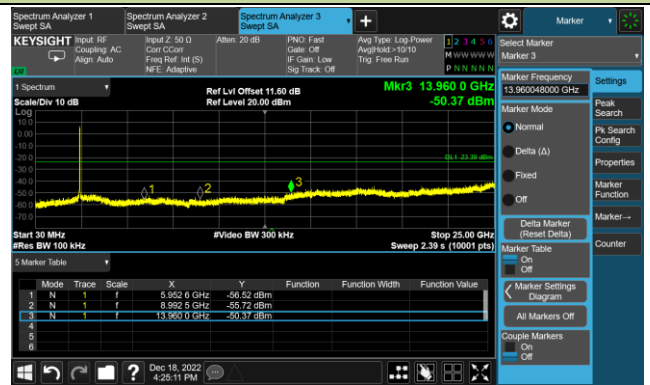 Spectrum Analyzer 1
Swept SA
Spectrum Analyzer 2
Swept SA
Spectrum Analyzer 3
Swept SA
Marker
KEYSIGHT
Input: RF
Coupling: AC
Align: Auto
Input Z: 50 Ω
Corr CCorr
Freq Ref: Int (S)
NFE: Adaptive
Atten: 20 dB
PNO: Fast
Gate: Off
IF Gain: Low
Sig Track: Off
Avg Type: Log-Power
Avg|Hold:>10/10
Trig: Free Run
1 2 3 4 5 6
M W W W W W
P N N N N N
Select Marker
Marker 3
1 Spectrum
Scale/Div 10 dB
Ref Lvl Offset 11.60 dB
Ref Level 20.00 dBm
Mkr3 13.960 0 GHz
-50.37 dBm
Log
10.0
0.00
-10.0
-20.0
-30.0
-40.0
-50.0
-60.0
-70.0
DL1 -23.39 dBm
1
2
3
Start 30 MHz
#Res BW 100 kHz
#Video BW 300 kHz
Stop 25.00 GHz
Sweep 2.39 s (10001 pts)
5 Marker Table
Mode Trace Scale X Y Function Function Width Function Value
1 N 1 f 5.952 6 GHz -56.52 dBm
2 N 1 f 8.992 5 GHz -55.72 dBm
3 N 1 f 13.960 0 GHz -50.37 dBm
4
5
6
Marker Frequency
13.960048000 GHz
Marker Mode
Normal
Delta (Δ)
Fixed
Off
Delta Marker
(Reset Delta)
Marker Table
On
Off
Marker Settings
Diagram
All Markers Off
Couple Markers
On
Off
Settings
Peak
Search
Pk Search
Config
Properties
Marker
Function
Marker→
Counter
Dec 18, 2022
4:25:11 PM